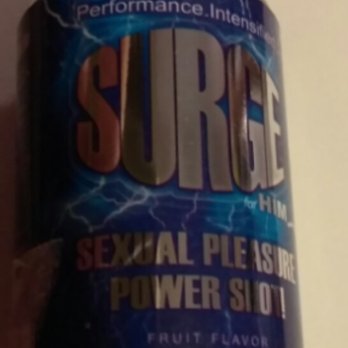 Performance.Intensified
SURGE
for HIM
SEXUAL PLEASURE
POWER SHOT!
FRUIT FLAVOR